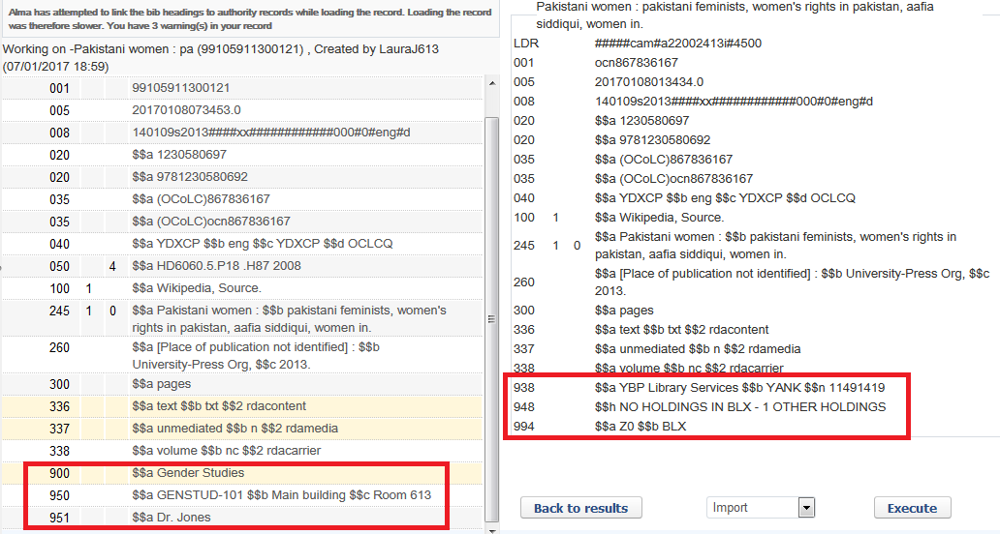 Alma has attempted to link the bib headings to authority records while loading the record. Loading the record
was therefore slower. You have 3 warning(s) in your record
Working on -Pakistani women : pa (99105911300121) , Created by LauraJ613
(07/01/2017 18:59)
001 99105911300121
005 20170108073453.0
008 140109s2013####xx############000#0#eng#d
020 $$a 1230580697
020 $$a 9781230580692
035 $$a (OCoLC)867836167
035 $$a (OCoLC)ocn867836167
040 $$a YDXCP $$b eng $$c YDXCP $$d OCLCQ
050 4 $$a HD6060.5.P18 .H87 2008
100 1 $$a Wikipedia, Source.
245 1 0 $$a Pakistani women : $$b pakistani feminists, women's
rights in pakistan, aafia siddiqui, women in.
260 $$a [Place of publication not identified] : $$b
University-Press Org, $$c 2013.
300 $$a pages
336 $$a text $$b txt $$2 rdacontent
337 $$a unmediated $$b n $$2 rdamedia
338 $$a volume $$b nc $$2 rdacarrier
900 $$a Gender Studies
950 $$a GENSTUD-101 $$b Main building $$c Room 613
951 $$a Dr. Jones
Pakistani women : pakistani feminists, women's rights in pakistan, aafia
siddiqui, women in.
LDR #####cam#a22002413i#4500
001 ocn867836167
005 20170108013434.0
008 140109s2013####xx############000#0#eng#d
020 $$a 1230580697
020 $$a 9781230580692
035 $$a (OCoLC)867836167
035 $$a (OCoLC)ocn867836167
040 $$a YDXCP $$b eng $$c YDXCP $$d OCLCQ
100 1 $$a Wikipedia, Source.
245 1 0 $$a Pakistani women : $$b pakistani feminists, women's rights in
pakistan, aafia siddiqui, women in.
260 $$a [Place of publication not identified] : $$b University-Press Org, $$c
2013.
300 $$a pages
336 $$a text $$b txt $$2 rdacontent
337 $$a unmediated $$b n $$2 rdamedia
338 $$a volume $$b nc $$2 rdacarrier
938 $$a YBP Library Services $$b YANK $$n 11491419
948 $$h NO HOLDINGS IN BLX - 1 OTHER HOLDINGS
994 $$a Z0 $$b BLX
Back to results Import Execute